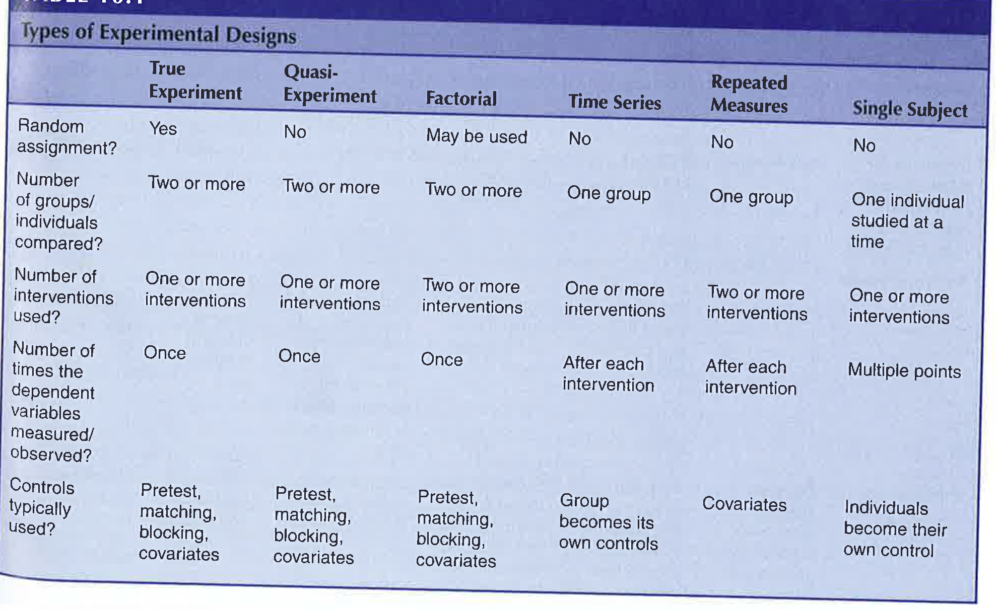 Types of Experimental Designs
True Experiment
Quasi-Experiment
Factorial
Time Series
Repeated Measures
Single Subject
Random assignment?
Yes
No
May be used
No
No
No
Number of groups/ individuals compared?
Two or more
Two or more
Two or more
One group
One group
One individual studied at a time
Number of interventions used?
One or more interventions
One or more interventions
Two or more interventions
One or more interventions
Two or more interventions
One or more interventions
Number of times the dependent variables measured/ observed?
Once
Once
Once
After each intervention
After each intervention
Multiple points
Controls typically used?
Pretest, matching, blocking, covariates
Pretest, matching, blocking, covariates
Pretest, matching, blocking, covariates
Group becomes its own controls
Covariates
Individuals become their own control